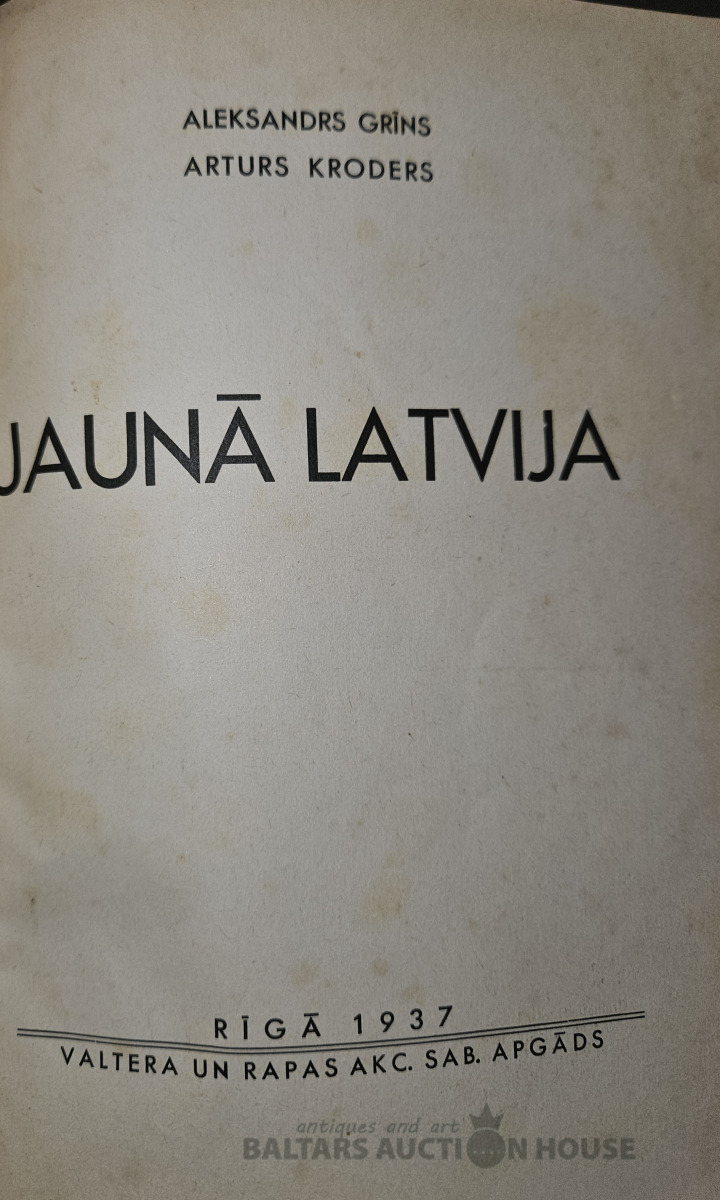 ALEKSANDRS GRĪNS
ARTURS KRODERS
JAUNĀ LATVIJA
RĪGĀ 1937
VALTERA UN RAPAS AKC. SAB. APGĀDS
antiques and art
BALTARS AUCTION HOUSE